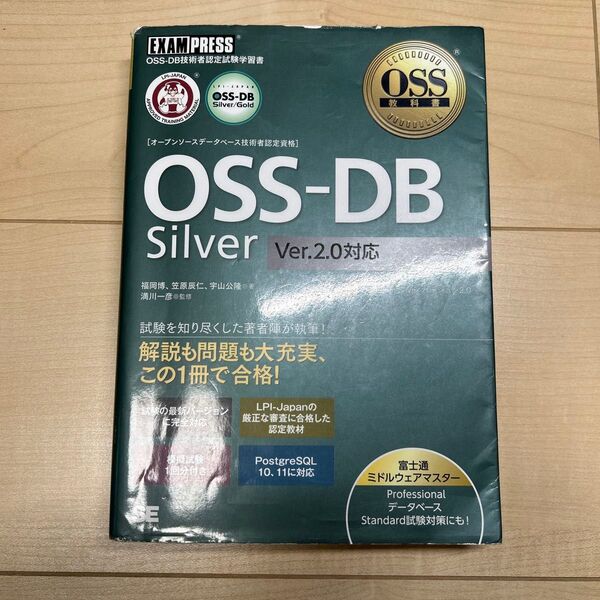 EXAMPRESS®
OSS-DB技術者認定試験学習書
LPI-JAPAN
APPROVED TRAINING MATERIAL
LPI-JAPAN
OSS-DB
Silver/Gold
OSS
教科書
®
[オープンソースデータベース技術者認定資格]
OSS-DB
Silver
Ver.2.0対応
福岡博、笠原辰仁、宇山公隆●著
満川一彦●監修
試験を知り尽くした著者陣が執筆!
解説も問題も大充実、
この1冊で合格!
試験の最新バージョン
に完全対応
LPI-Japanの
厳正な審査に合格した
認定教材
模擬試験
1回分付き
PostgreSQL
10、11に対応
富士通
ミドルウェアマスター
Professional
データベース
Standard試験対策にも!
SE